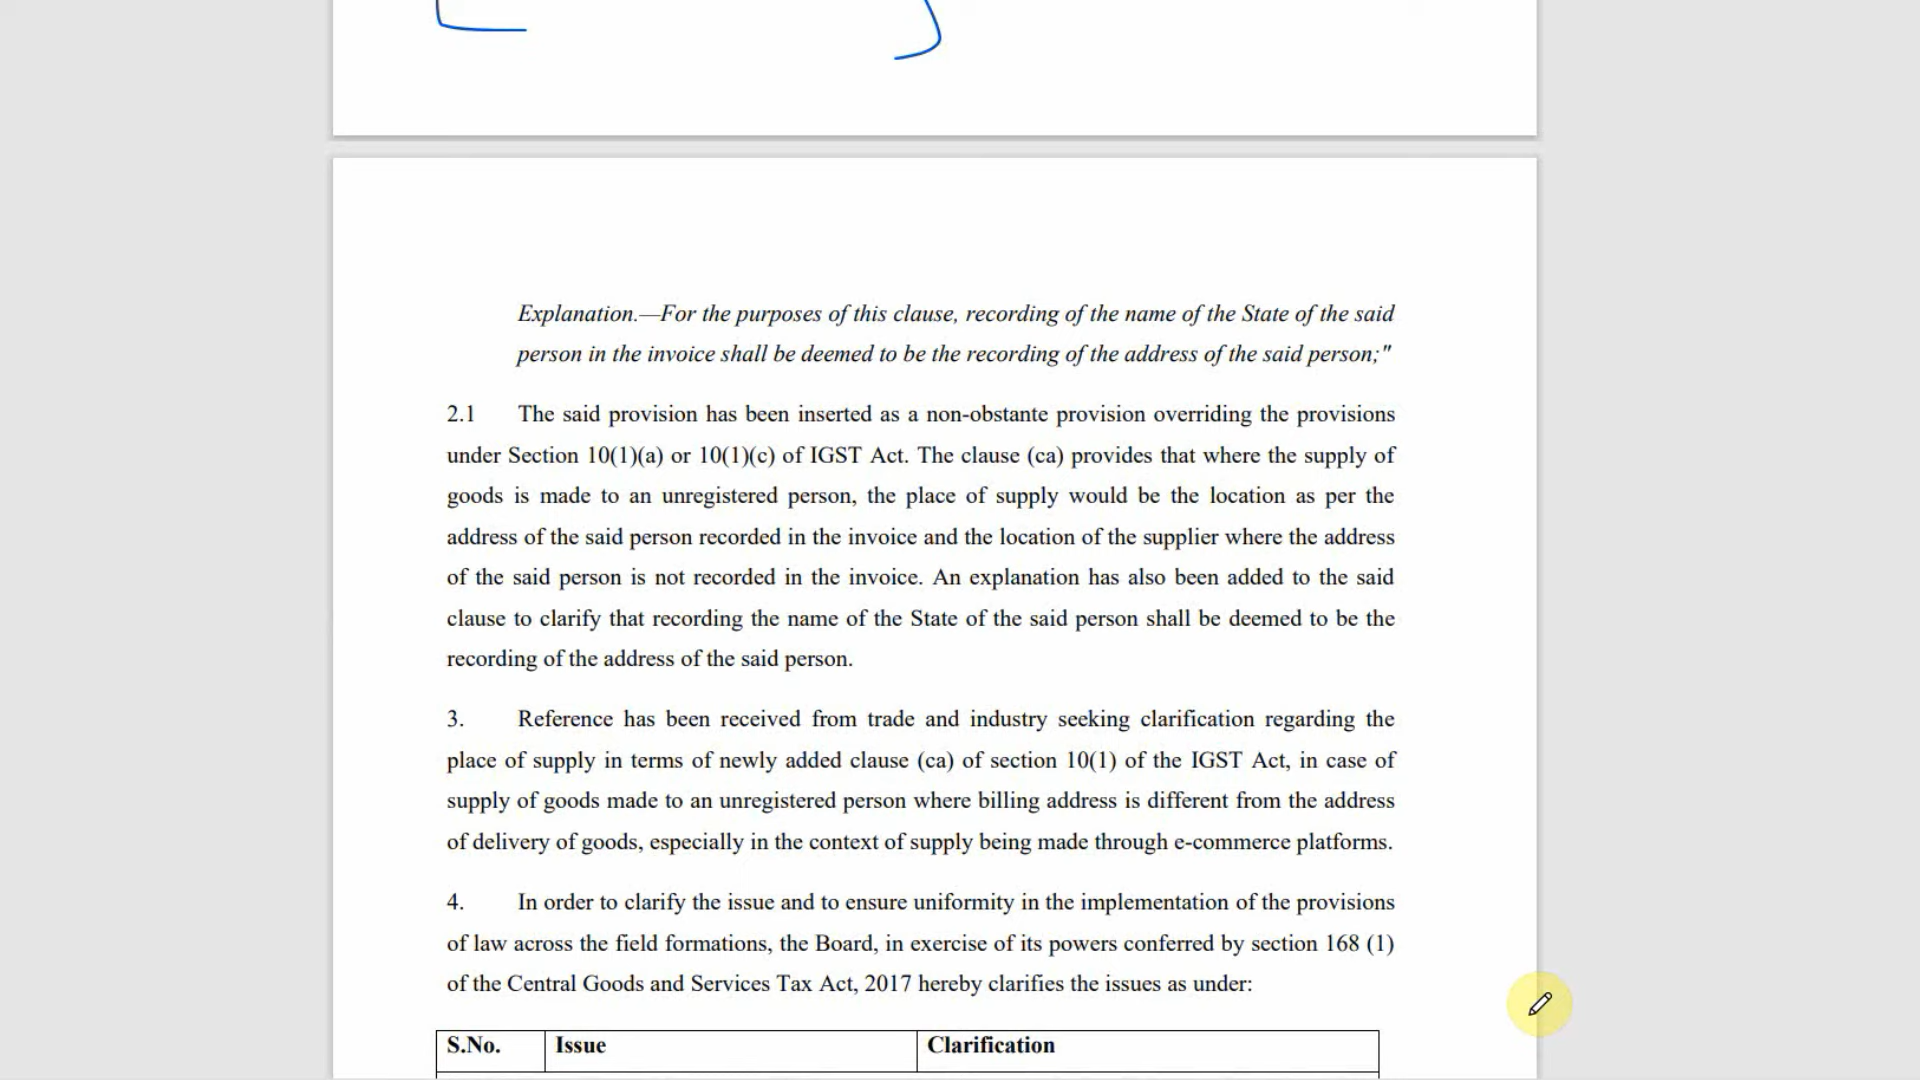 Explanation.—For the purposes of this clause, recording of the name of the State of the said
person in the invoice shall be deemed to be the recording of the address of the said person;"
2.1 The said provision has been inserted as a non-obstante provision overriding the provisions
under Section 10(1)(a) or 10(1)(c) of IGST Act. The clause (ca) provides that where the supply of
goods is made to an unregistered person, the place of supply would be the location as per the
address of the said person recorded in the invoice and the location of the supplier where the address
of the said person is not recorded in the invoice. An explanation has also been added to the said
clause to clarify that recording the name of the State of the said person shall be deemed to be the
recording of the address of the said person.
3. Reference has been received from trade and industry seeking clarification regarding the
place of supply in terms of newly added clause (ca) of section 10(1) of the IGST Act, in case of
supply of goods made to an unregistered person where billing address is different from the address
of delivery of goods, especially in the context of supply being made through e-commerce platforms.
4. In order to clarify the issue and to ensure uniformity in the implementation of the provisions
of law across the field formations, the Board, in exercise of its powers conferred by section 168 (1)
of the Central Goods and Services Tax Act, 2017 hereby clarifies the issues as under:
S.No. Issue Clarification